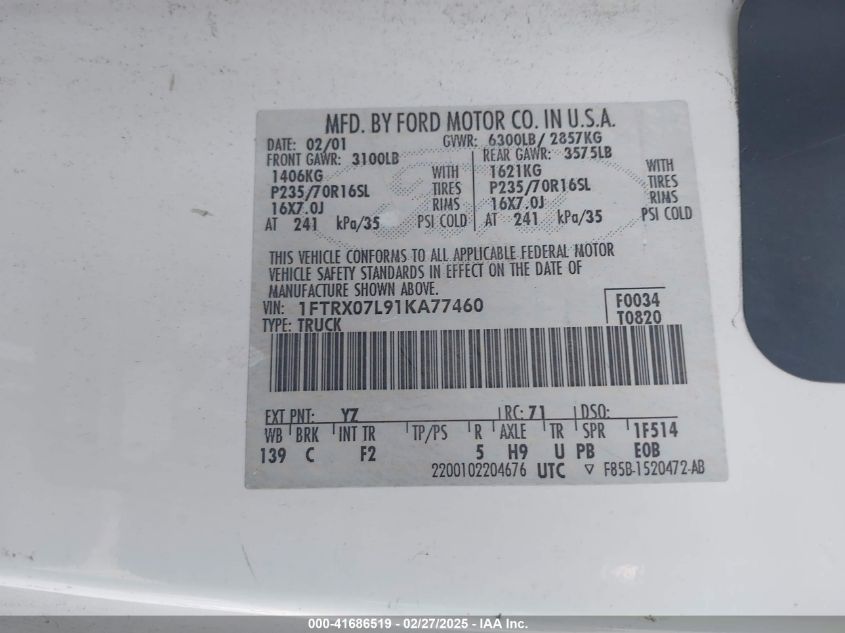 MFD. BY FORD MOTOR CO. IN U.S.A.
DATE: 02/01 GVWR: 6300LB/ 2857KG
FRONT GAWR: 3100LB REAR GAWR: 3575LB
1406KG WITH 1621KG WITH
P235/70R16SL TIRES P235/70R16SL TIRES
16X7.0J RIMS 16X7.0J RIMS
AT 241 kPa/35 PSI COLD AT 241 kPa/35 PSI COLD
THIS VEHICLE CONFORMS TO ALL APPLICABLE FEDERAL MOTOR
VEHICLE SAFETY STANDARDS IN EFFECT ON THE DATE OF
MANUFACTURE SHOWN ABOVE.
VIN: 1FTRX07L91KA77460 F0034
TYPE: TRUCK T0820
EXT PNT: YZ RC: 71 DSO:
WB BRK INT TR TP/PS R AXLE TR SPR 1F514
139 C F2 5 H9 U PB E0B
2200102204676 UTC ▽ F85B-1520472-AB
000-41686519 - 02/27/2025 - IAA Inc.